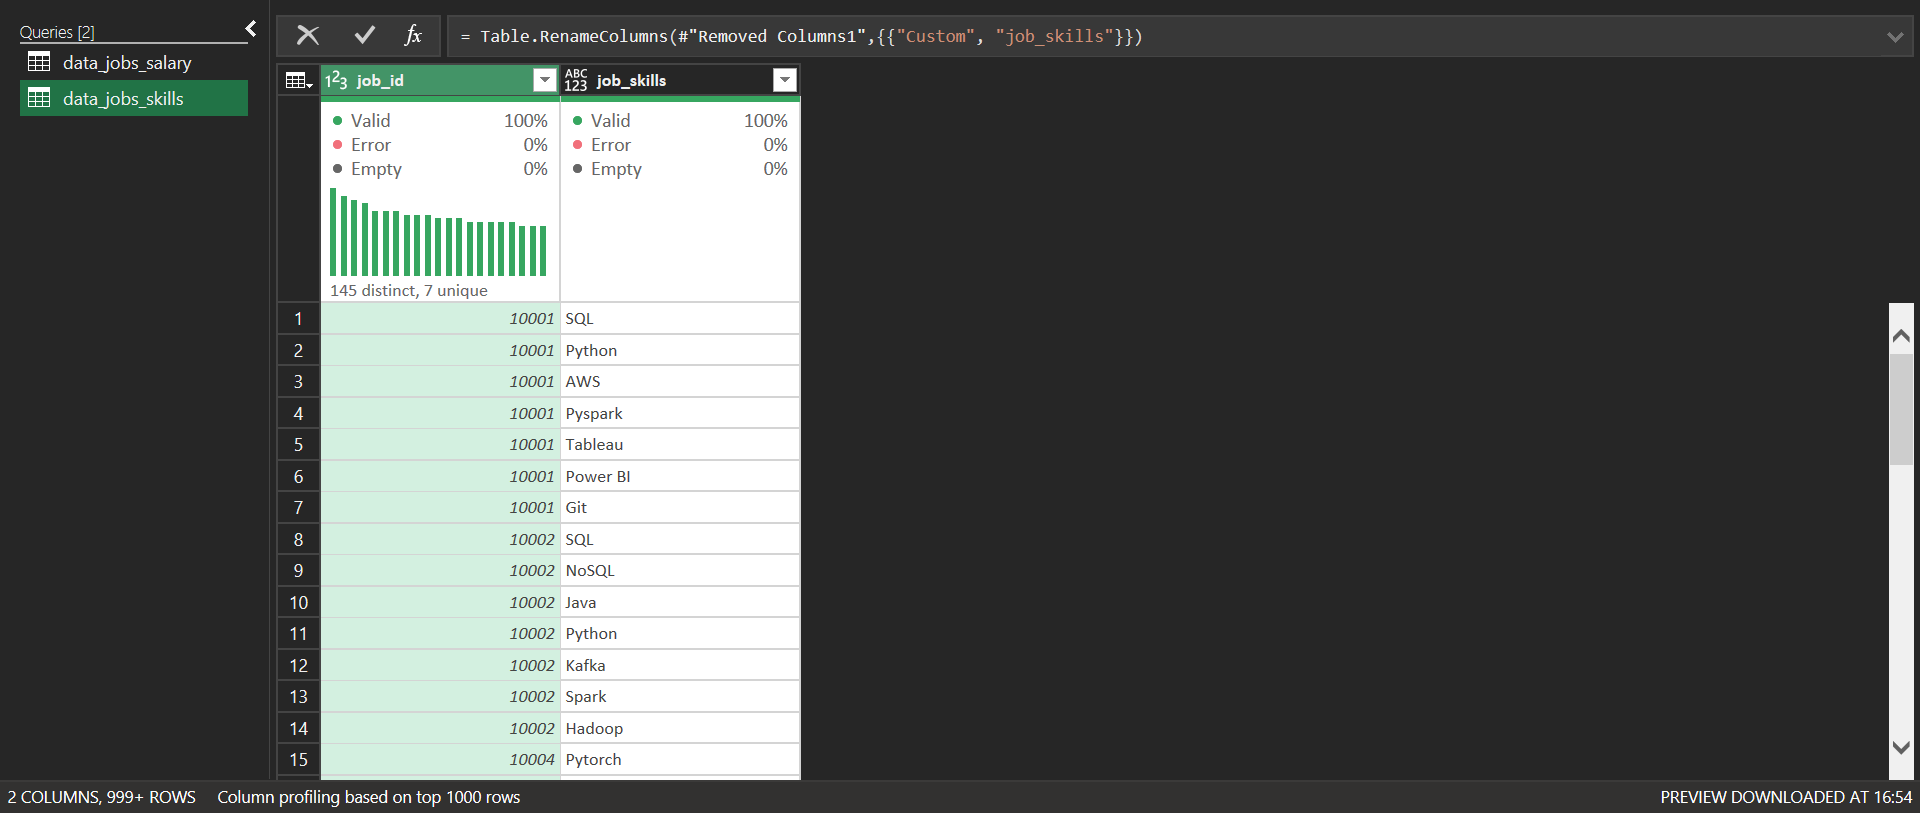 Queries [2]
data_jobs_salary
data_jobs_skills
fx
= Table.RenameColumns(#"Removed Columns1",{{"Custom", "job_skills"}})
1²3 job_id
ABC 123 job_skills
Valid 100%
Error 0%
Empty 0%
145 distinct, 7 unique
Valid 100%
Error 0%
Empty 0%
1 10001 SQL
2 10001 Python
3 10001 AWS
4 10001 Pyspark
5 10001 Tableau
6 10001 Power BI
7 10001 Git
8 10002 SQL
9 10002 NoSQL
10 10002 Java
11 10002 Python
12 10002 Kafka
13 10002 Spark
14 10002 Hadoop
15 10004 Pytorch
2 COLUMNS, 999+ ROWS Column profiling based on top 1000 rows PREVIEW DOWNLOADED AT 16:54